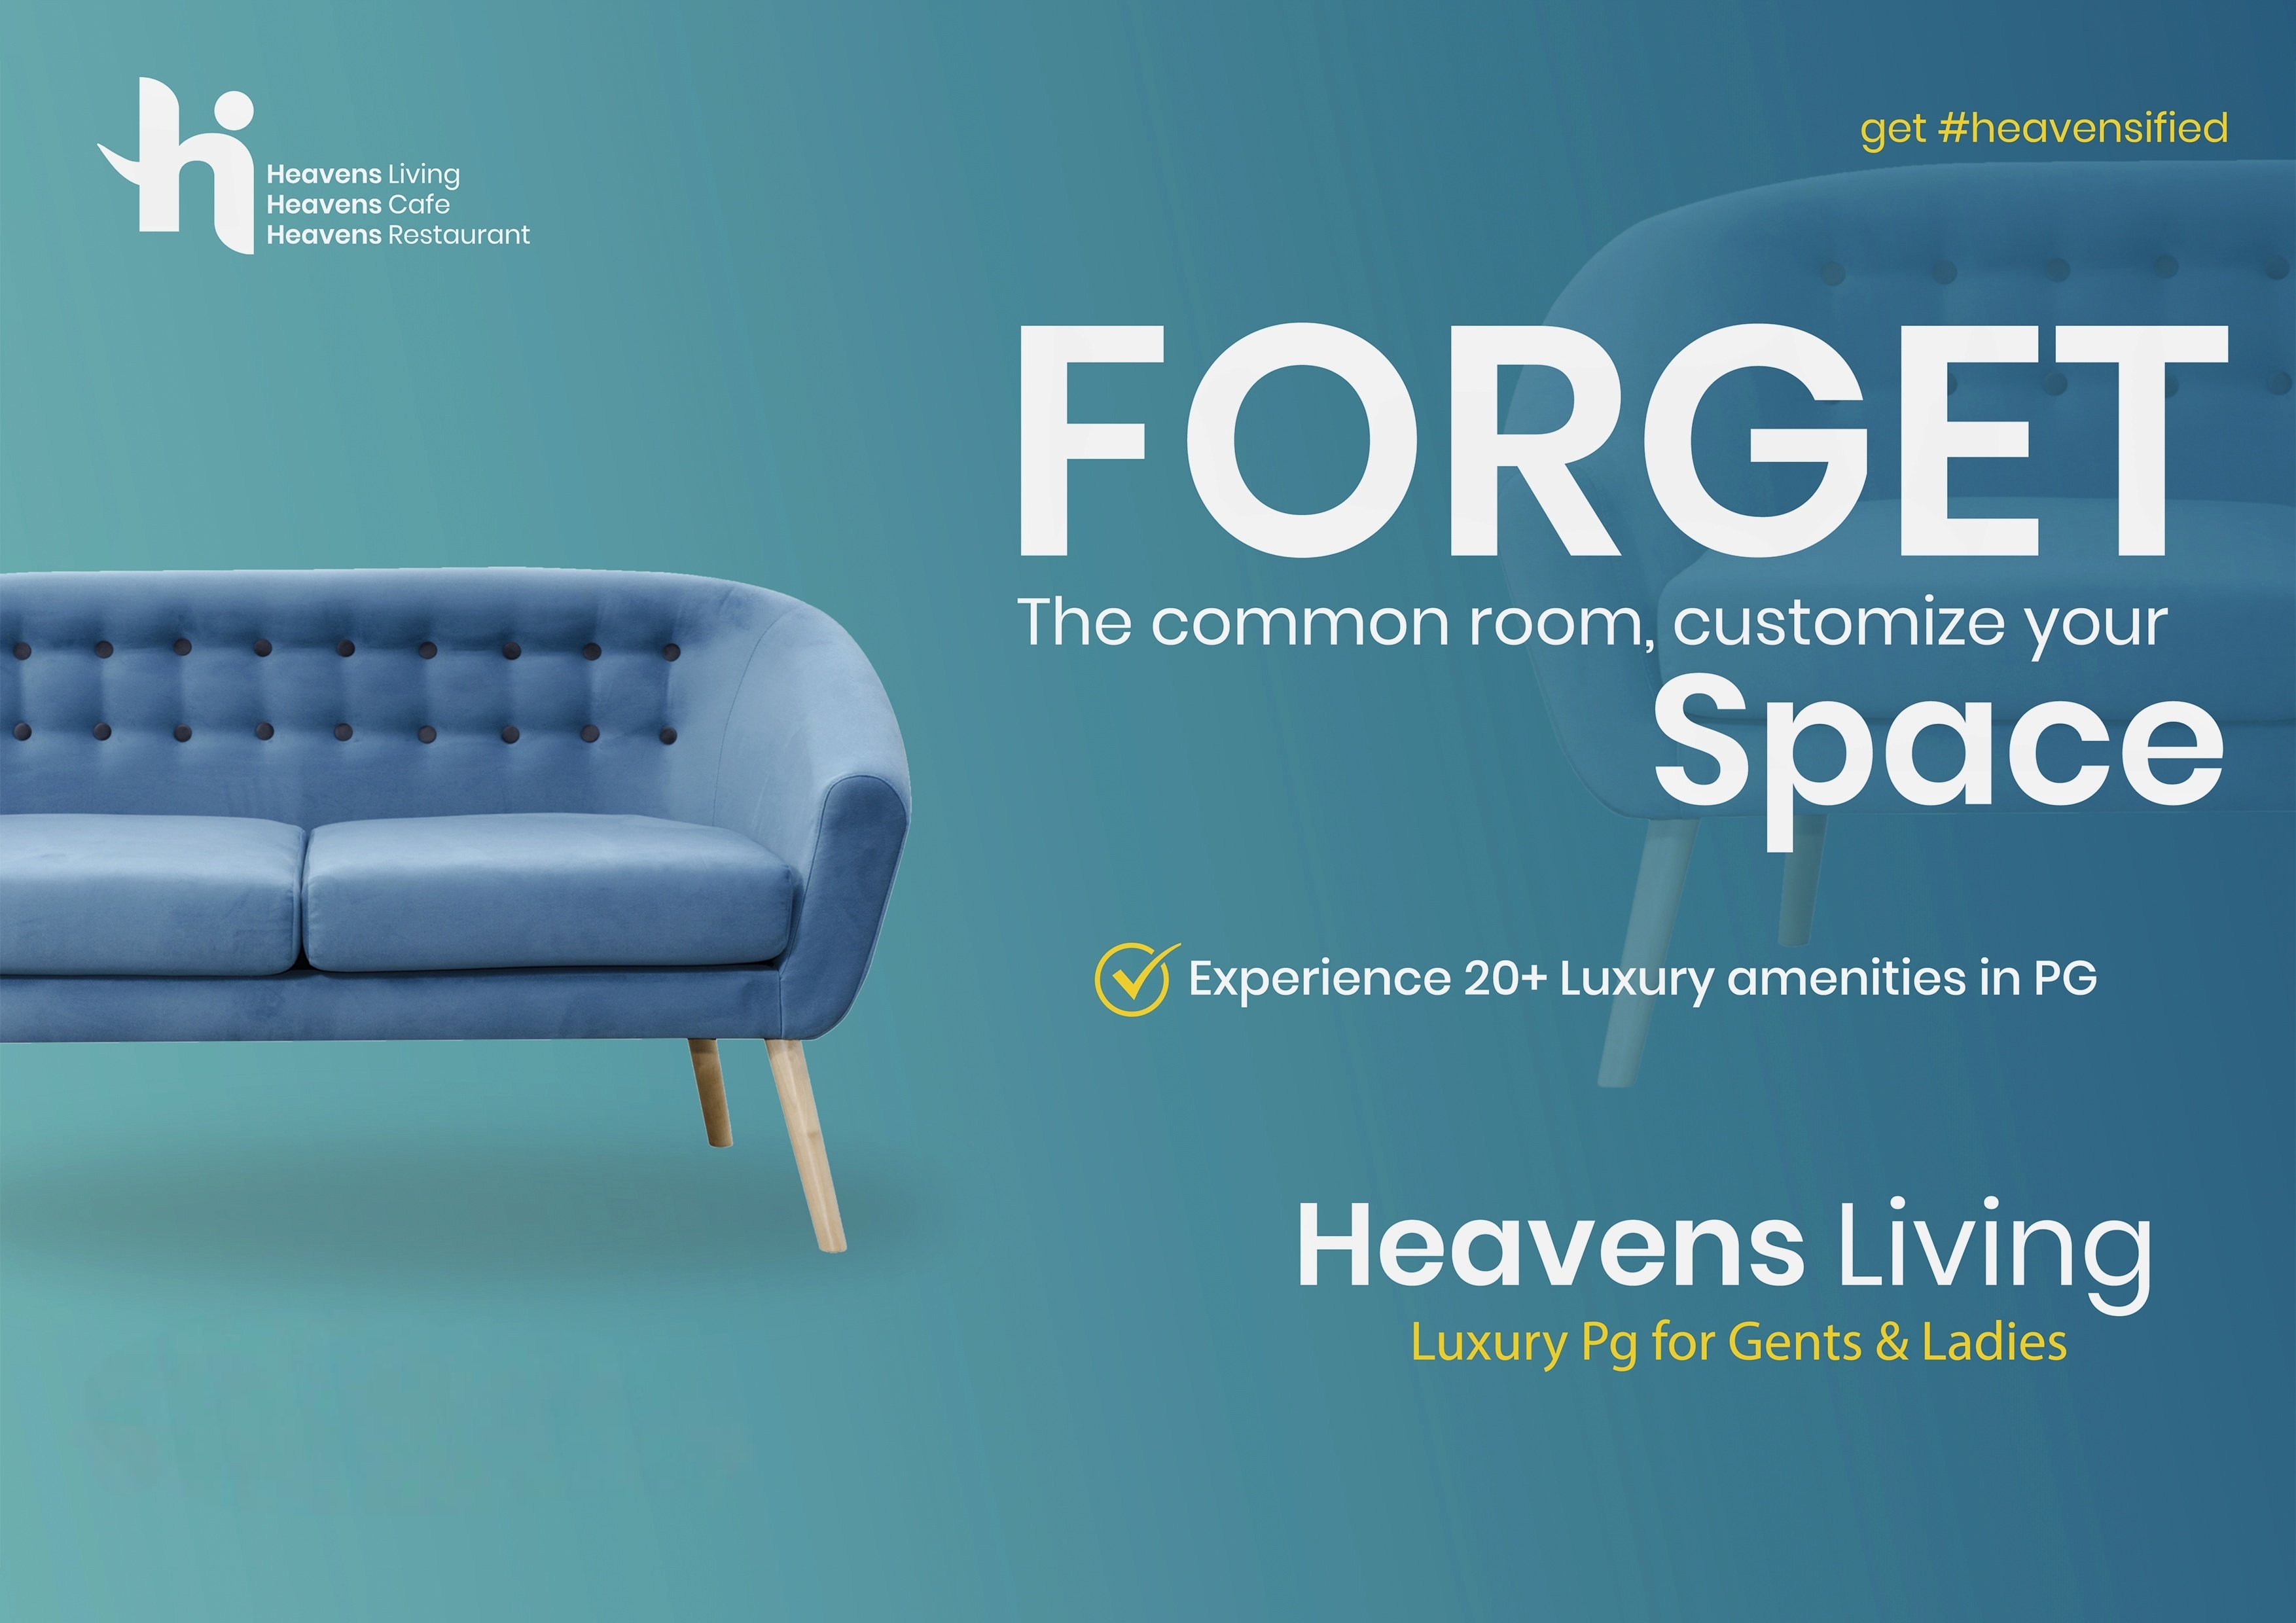 Heavens Living
Heavens Cafe
Heavens Restaurant
get #heavensified
FORGET
The common room, customize your
Space
Experience 20+ Luxury amenities in PG
Heavens Living
Luxury Pg for Gents & Ladies